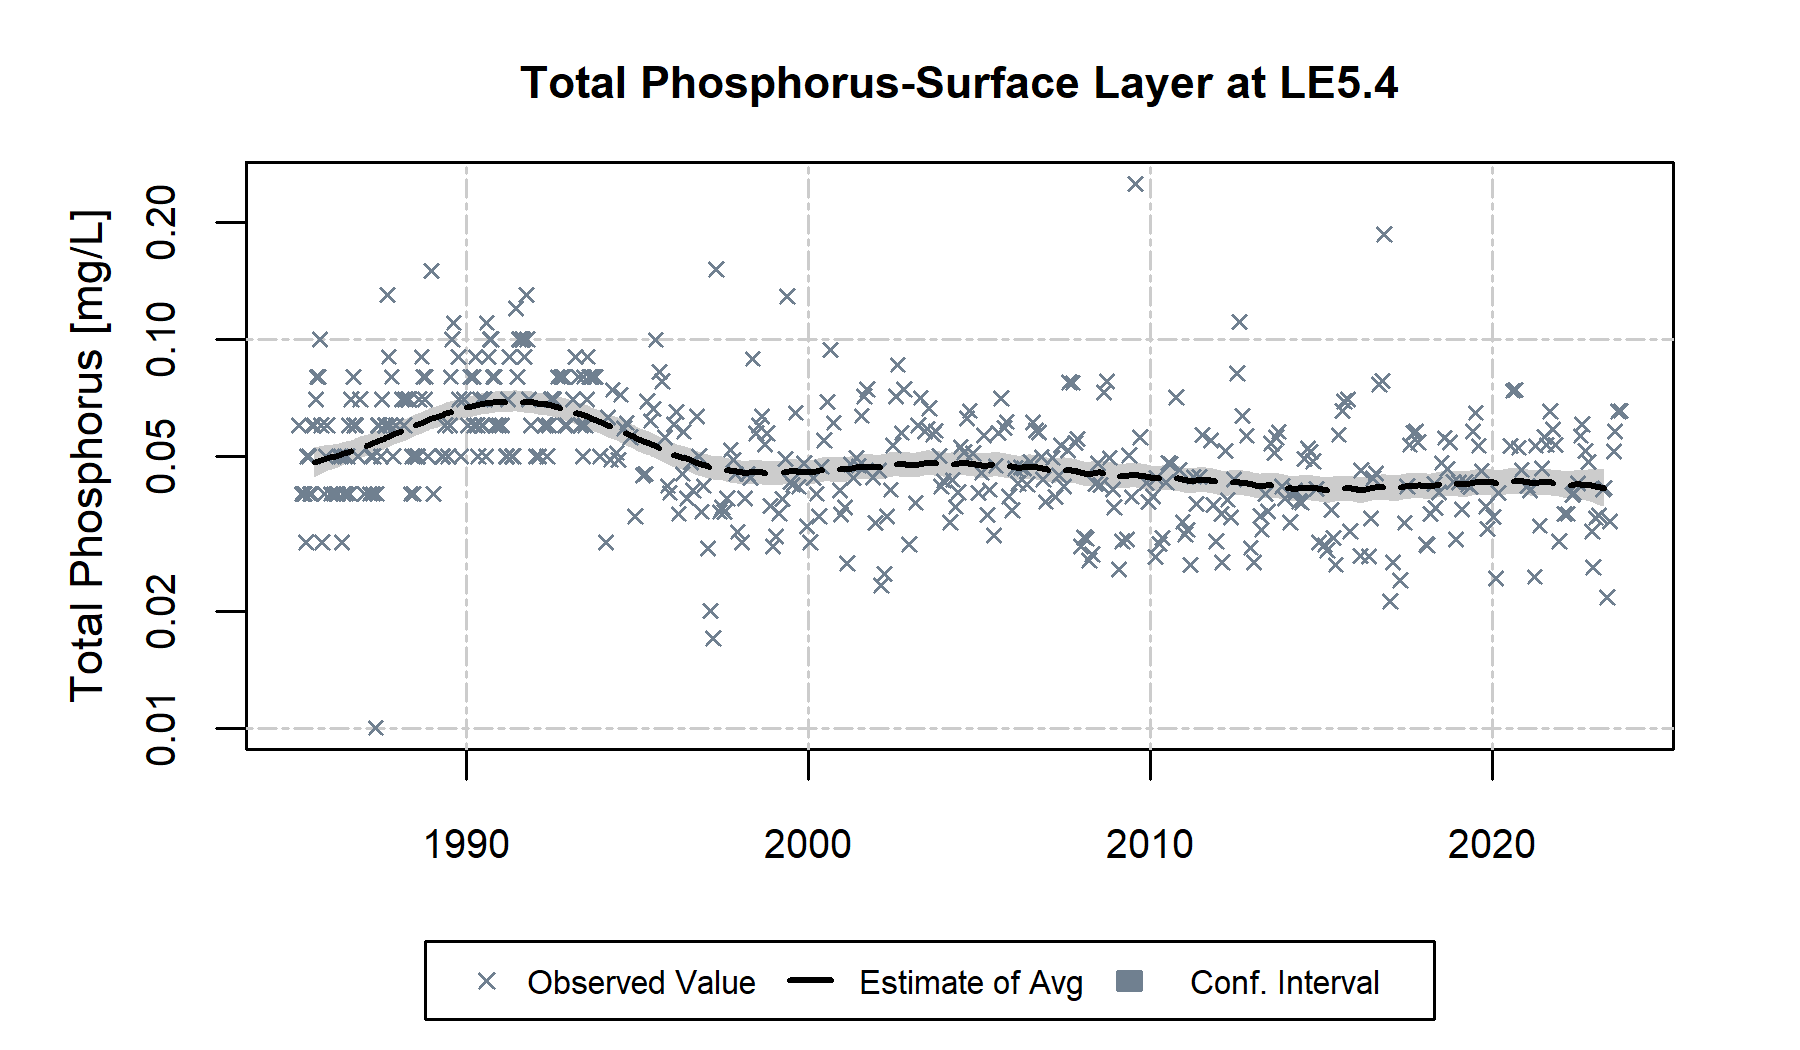 Total Phosphorus-Surface Layer at LE5.4
Total Phosphorus [mg/L]
0.20
0.10
0.05
0.02
0.01
1990 2000 2010 2020
Observed Value Estimate of Avg Conf. Interval